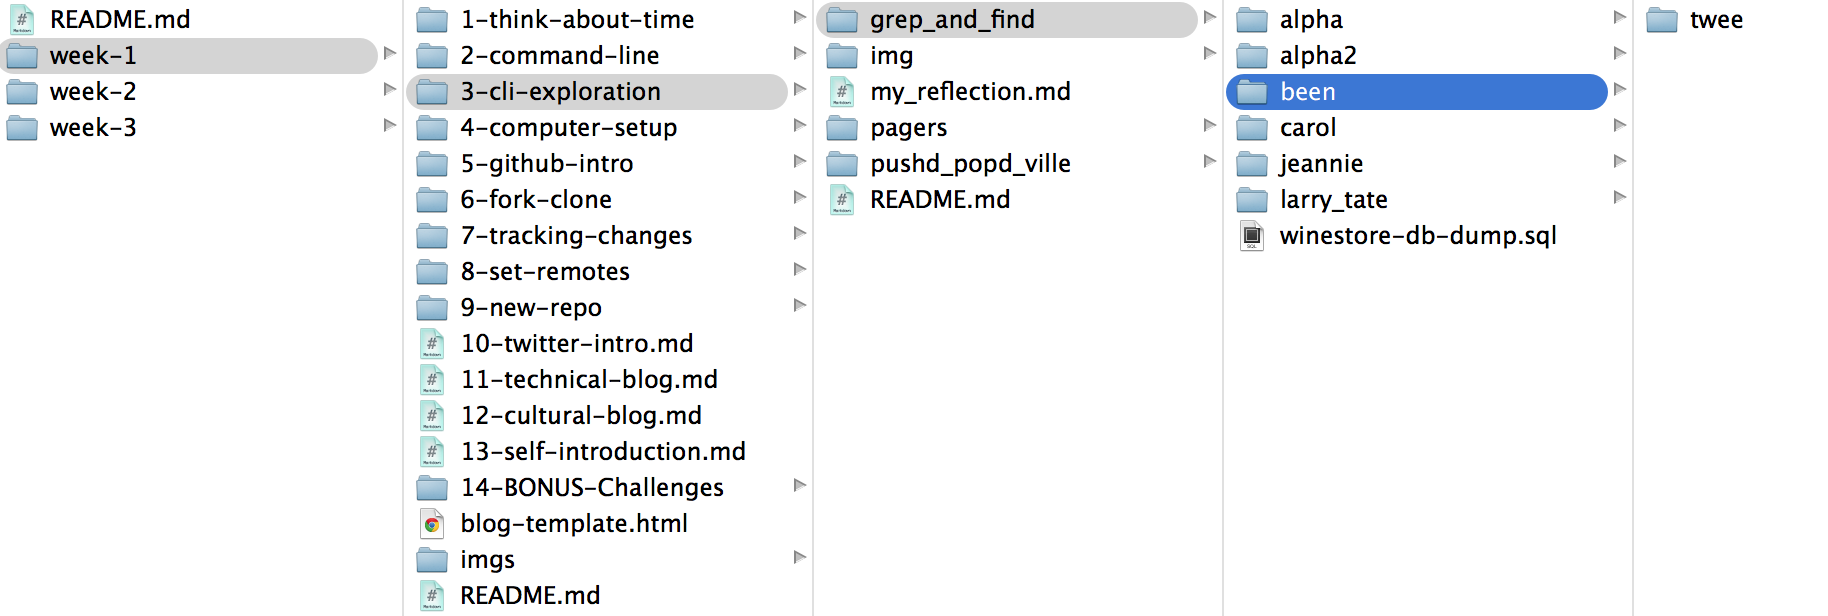 README.md
week-1
week-2
week-3
1-think-about-time
2-command-line
3-cli-exploration
4-computer-setup
5-github-intro
6-fork-clone
7-tracking-changes
8-set-remotes
9-new-repo
10-twitter-intro.md
11-technical-blog.md
12-cultural-blog.md
13-self-introduction.md
14-BONUS-Challenges
blog-template.html
imgs
README.md
grep_and_find
img
my_reflection.md
pagers
pushd_popd_ville
README.md
alpha
alpha2
been
carol
jeannie
larry_tate
winestore-db-dump.sql
twee